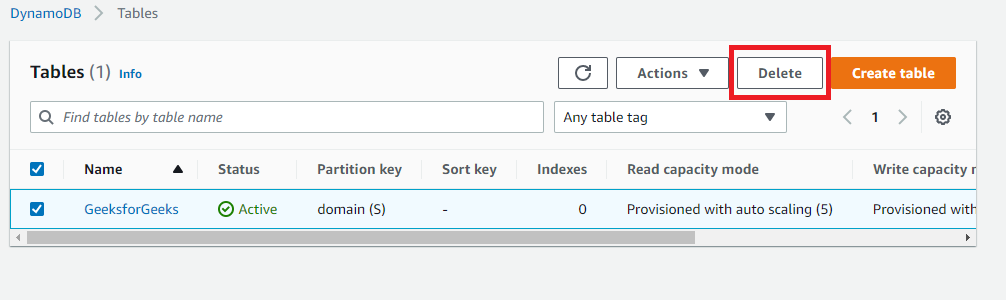 DynamoDB > Tables
Tables (1) Info
Actions Delete Create table
Find tables by table name Any table tag 1
Name Status Partition key Sort key Indexes Read capacity mode Write capacity m
GeeksforGeeks Active domain (S) - 0 Provisioned with auto scaling (5) Provisioned with